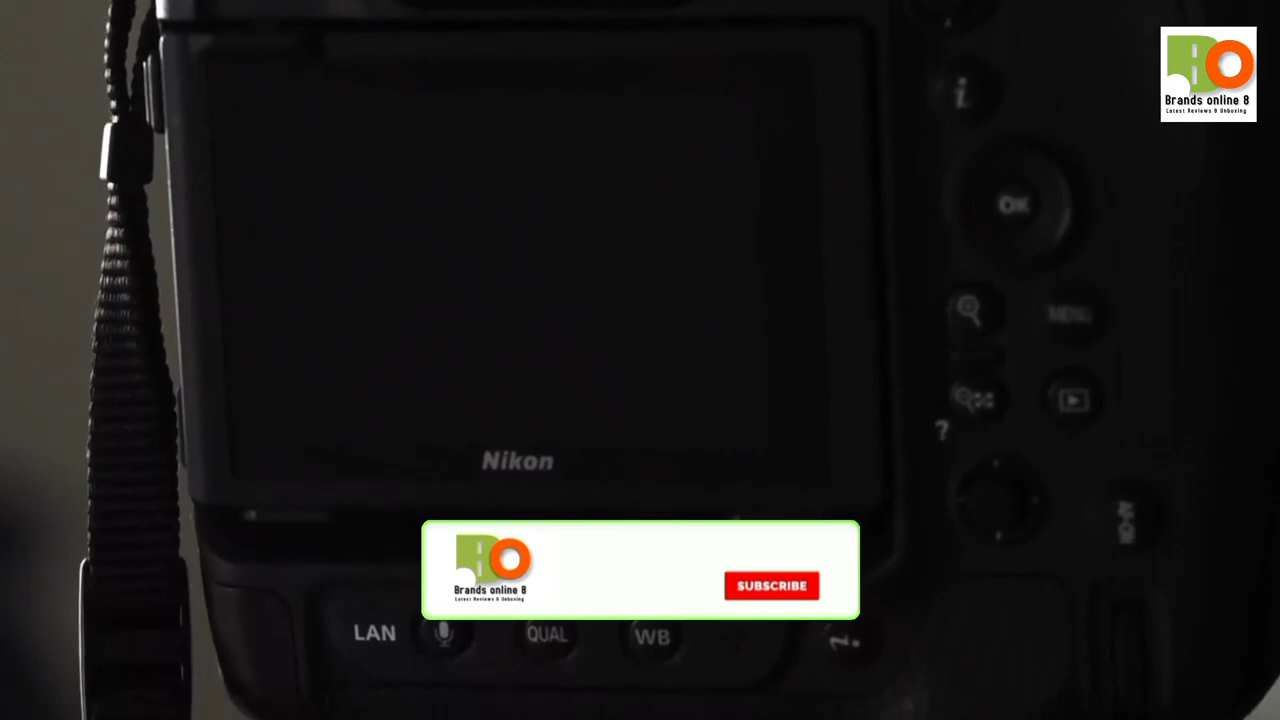 i
Brands online 8
Latest Reviews & Unboxing
OK
MENU
?
Nikon
Brands online 8
Latest Reviews & Unboxing
SUBSCRIBE
LAN
QUAL
WB
i